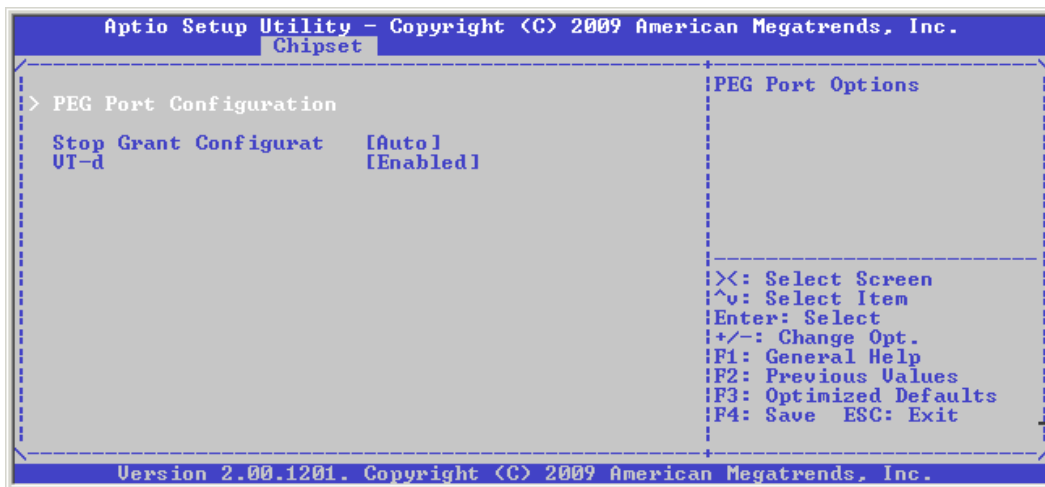 Aptio Setup Utility - Copyright (C) 2009 American Megatrends, Inc.
Chipset
> PEG Port Configuration
Stop Grant Configurat [Auto]
VT-d [Enabled]
PEG Port Options
><: Select Screen
^v: Select Item
Enter: Select
+/-: Change Opt.
F1: General Help
F2: Previous Values
F3: Optimized Defaults
F4: Save ESC: Exit
Version 2.00.1201. Copyright (C) 2009 American Megatrends, Inc.